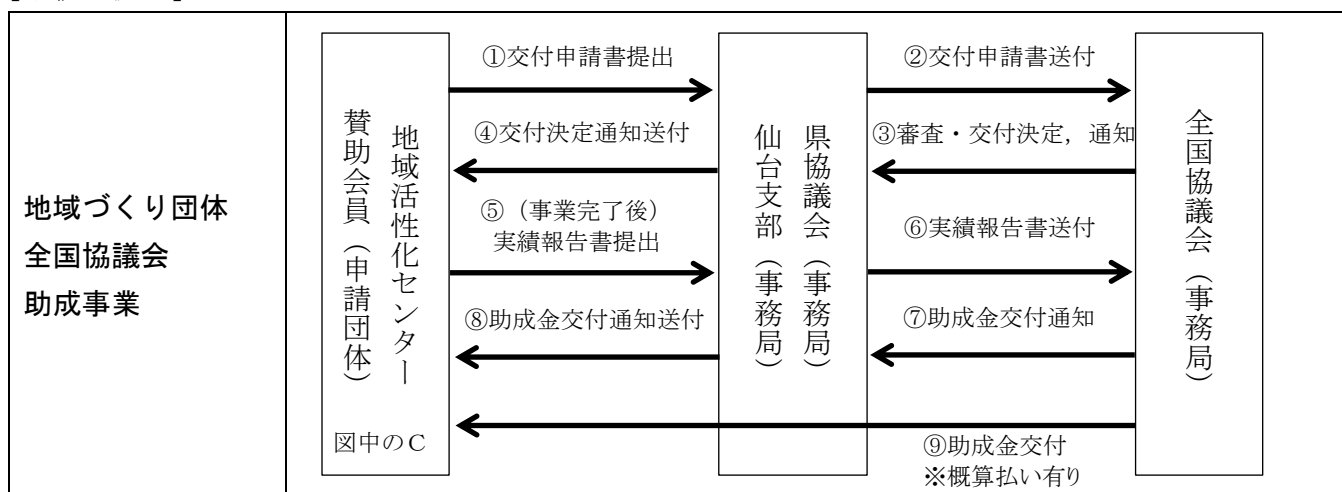 地域づくり団体
全国協議会
助成事業
地域活性化センター
賛助会員（申請団体）
図中のＣ
①交付申請書提出
④交付決定通知送付
⑤（事業完了後）
実績報告書提出
⑧助成金交付通知送付
県協議会（事務局）
仙台支部（事務局）
②交付申請書送付
③審査・交付決定，通知
⑥実績報告書送付
⑦助成金交付通知
⑨助成金交付
※概算払い有り
全国協議会（事務局）